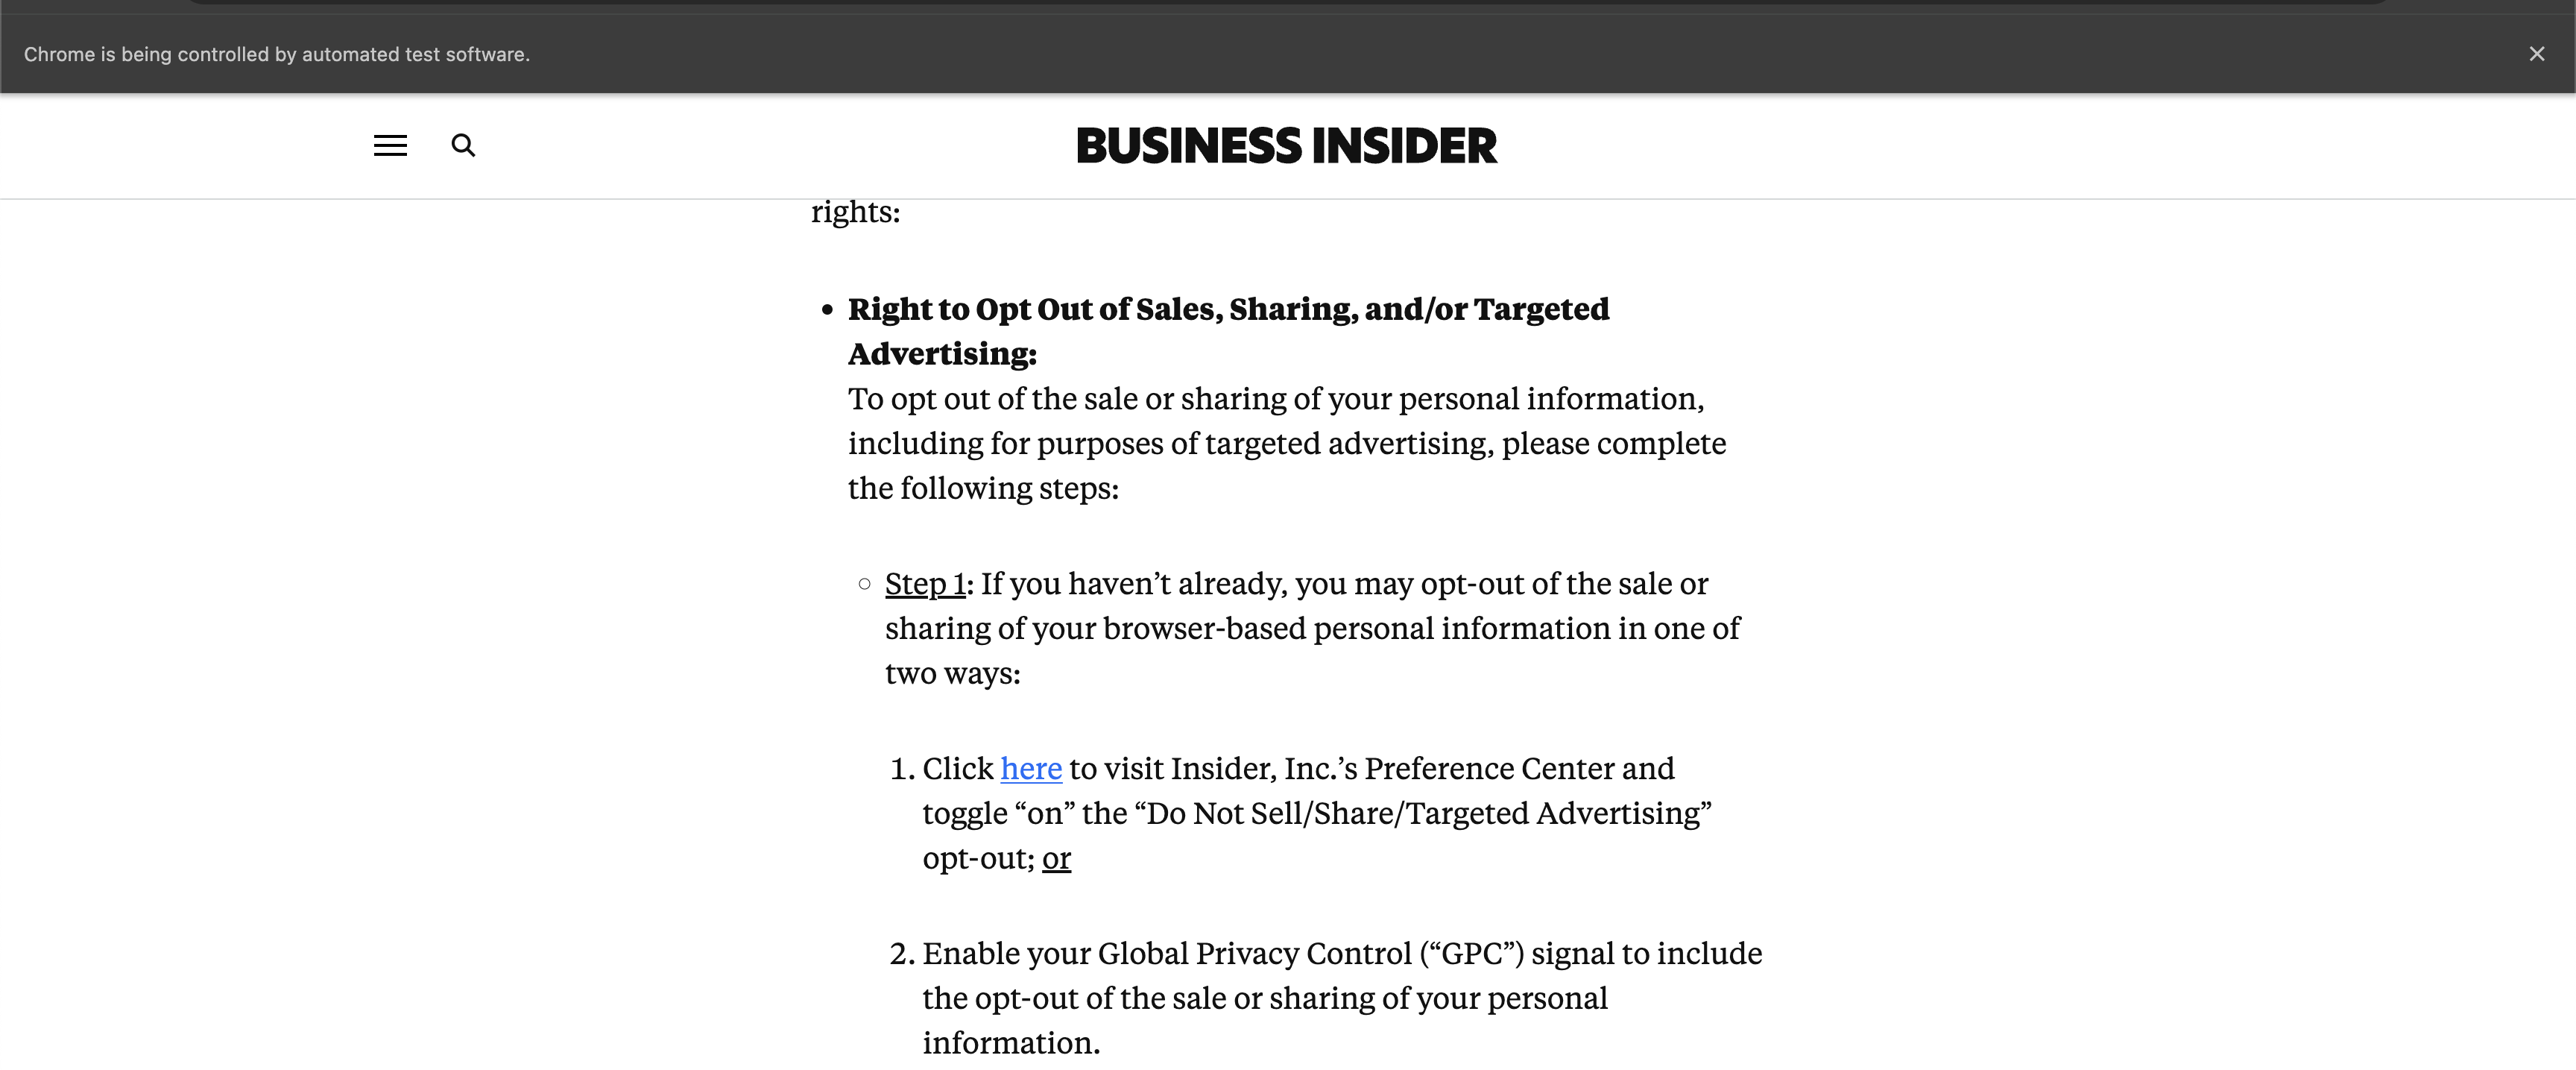 Chrome is being controlled by automated test software.
BUSINESS INSIDER
rights:
• Right to Opt Out of Sales, Sharing, and/or Targeted
Advertising:
To opt out of the sale or sharing of your personal information,
including for purposes of targeted advertising, please complete
the following steps:
◦ Step 1: If you haven’t already, you may opt-out of the sale or
sharing of your browser-based personal information in one of
two ways:
1. Click here to visit Insider, Inc.’s Preference Center and
toggle “on” the “Do Not Sell/Share/Targeted Advertising”
opt-out; or
2. Enable your Global Privacy Control (“GPC”) signal to include
the opt-out of the sale or sharing of your personal
information.